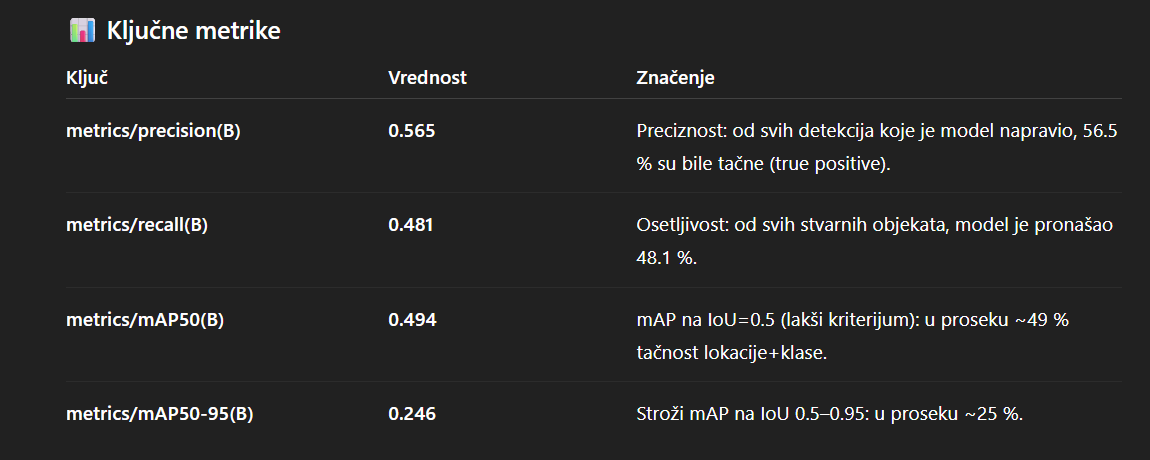 📊 Ključne metrike
Ključ Vrednost Značenje
metrics/precision(B) 0.565 Preciznost: od svih detekcija koje je model napravio, 56.5
% su bile tačne (true positive).
metrics/recall(B) 0.481 Osetljivost: od svih stvarnih objekata, model je pronašao
48.1 %.
metrics/mAP50(B) 0.494 mAP na IoU=0.5 (lakši kriterijum): u proseku ~49 %
tačnost lokacije+klase.
metrics/mAP50-95(B) 0.246 Stroži mAP na IoU 0.5–0.95: u proseku ~25 %.